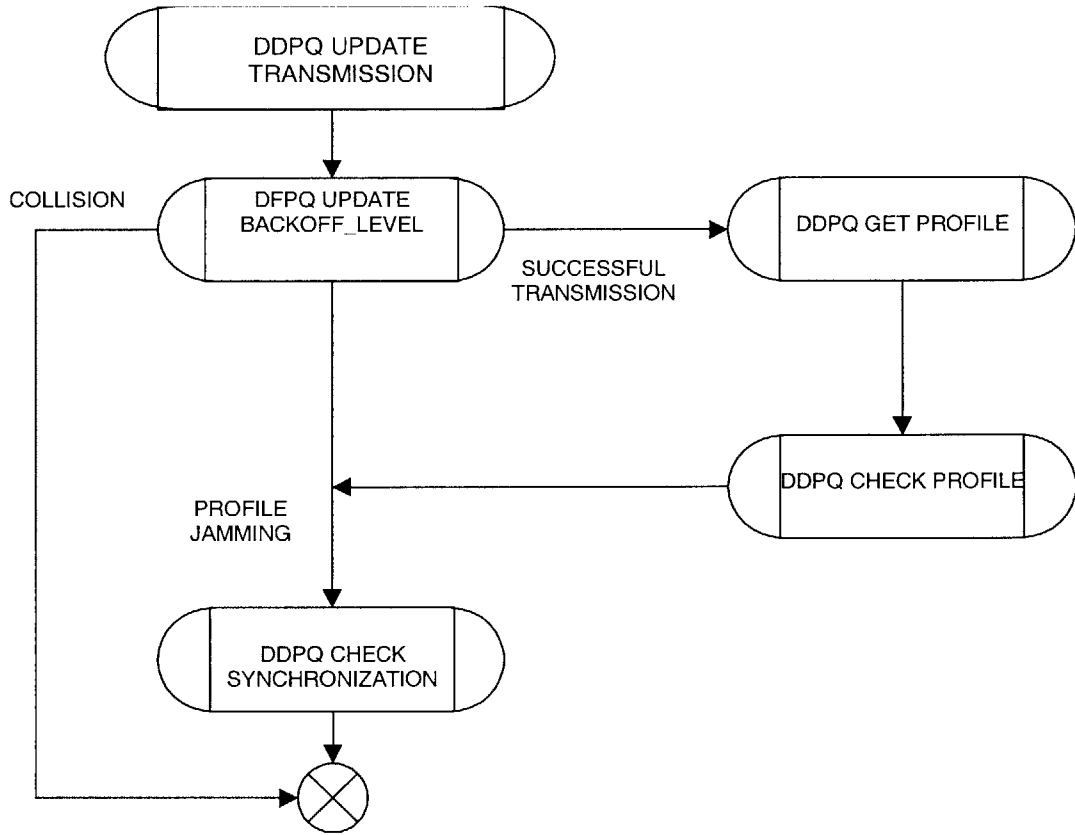 DDPQ UPDATE
TRANSMISSION
COLLISION
DFPQ UPDATE
BACKOFF_LEVEL
DDPQ GET PROFILE
SUCCESSFUL
TRANSMISSION
DDPQ CHECK PROFILE
PROFILE
JAMMING
DDPQ CHECK
SYNCHRONIZATION